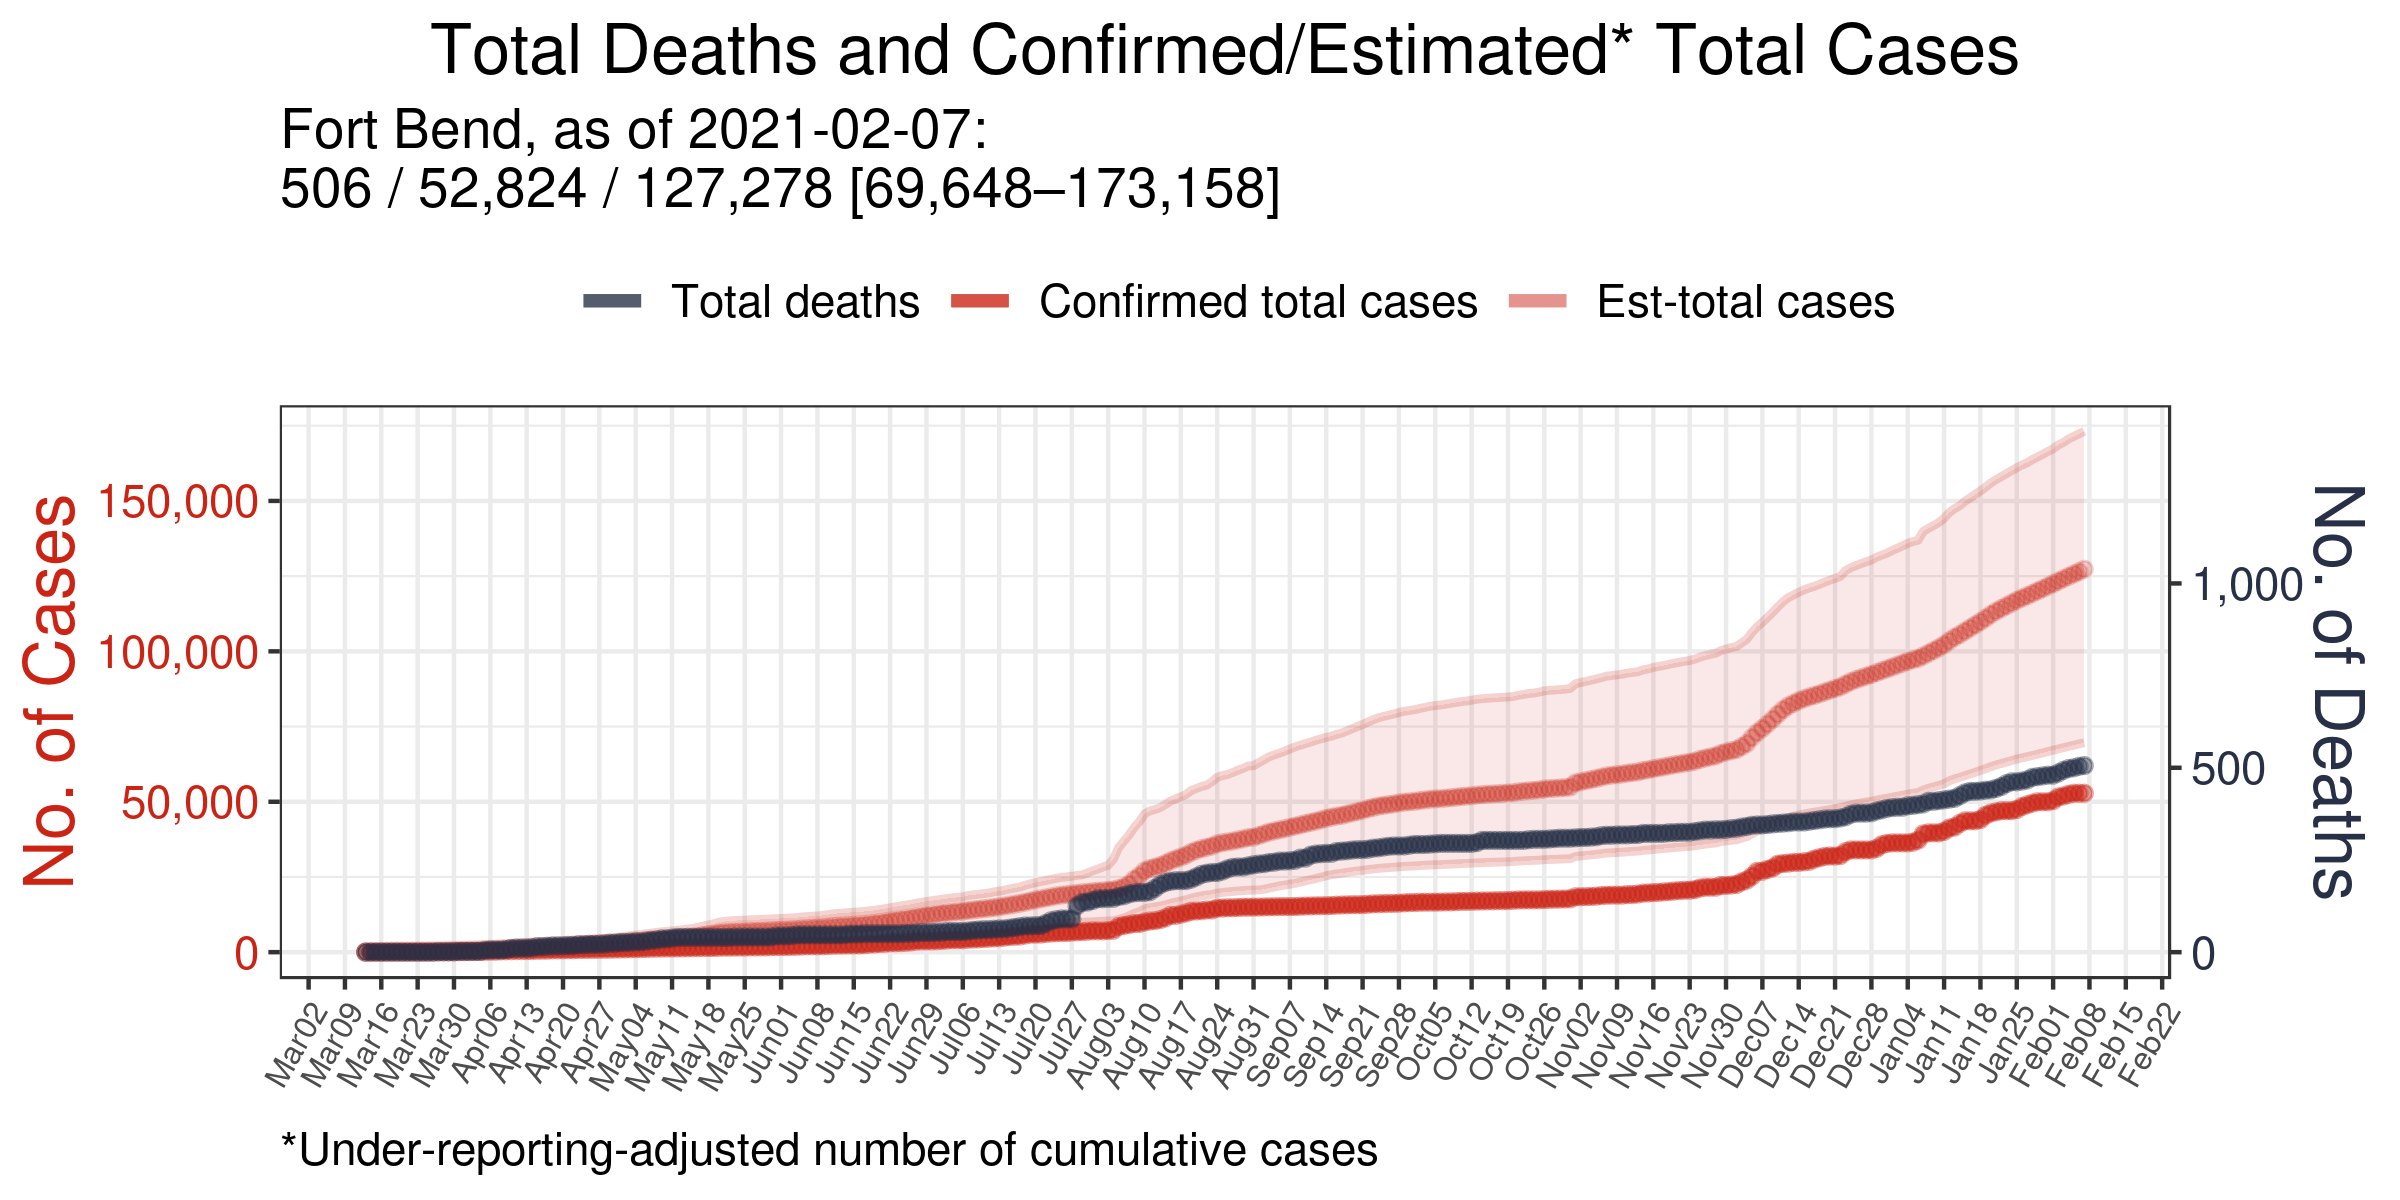 Total Deaths and Confirmed/Estimated* Total Cases
Fort Bend, as of 2021-02-07:
506 / 52,824 / 127,278 [69,648–173,158]
Total deaths
Confirmed total cases
Est-total cases
No. of Cases
150,000
100,000
50,000
0
1,000
500
0
No. of Deaths
Mar02
Mar09
Mar16
Mar23
Mar30
Apr06
Apr13
Apr20
Apr27
May04
May11
May18
May25
Jun01
Jun08
Jun15
Jun22
Jun29
Jul06
Jul13
Jul20
Jul27
Aug03
Aug10
Aug17
Aug24
Aug31
Sep07
Sep14
Sep21
Sep28
Oct05
Oct12
Oct19
Oct26
Nov02
Nov09
Nov16
Nov23
Nov30
Dec07
Dec14
Dec21
Dec28
Jan04
Jan11
Jan18
Jan25
Feb01
Feb08
Feb15
Feb22
*Under-reporting-adjusted number of cumulative cases